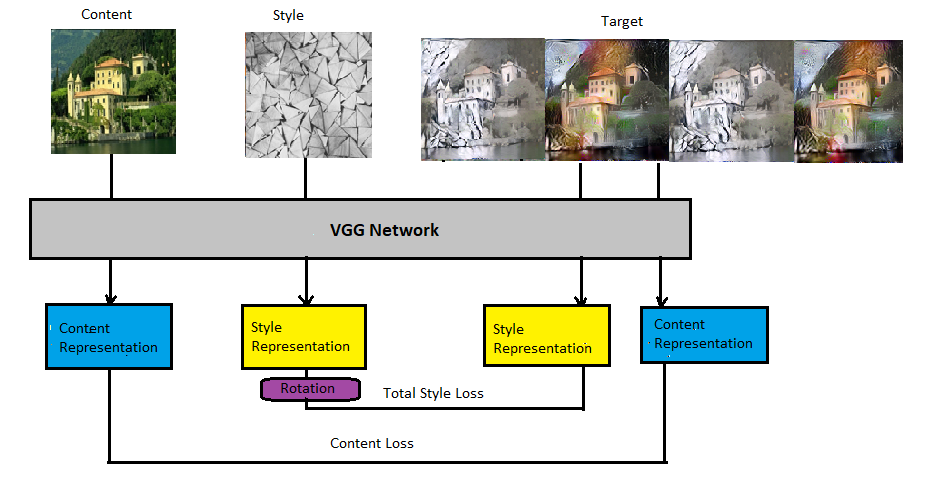 Content
Style
Target
VGG Network
Content
Representation
Style
Representation
Style
Representation
Content
Representation
Rotation
Total Style Loss
Content Loss